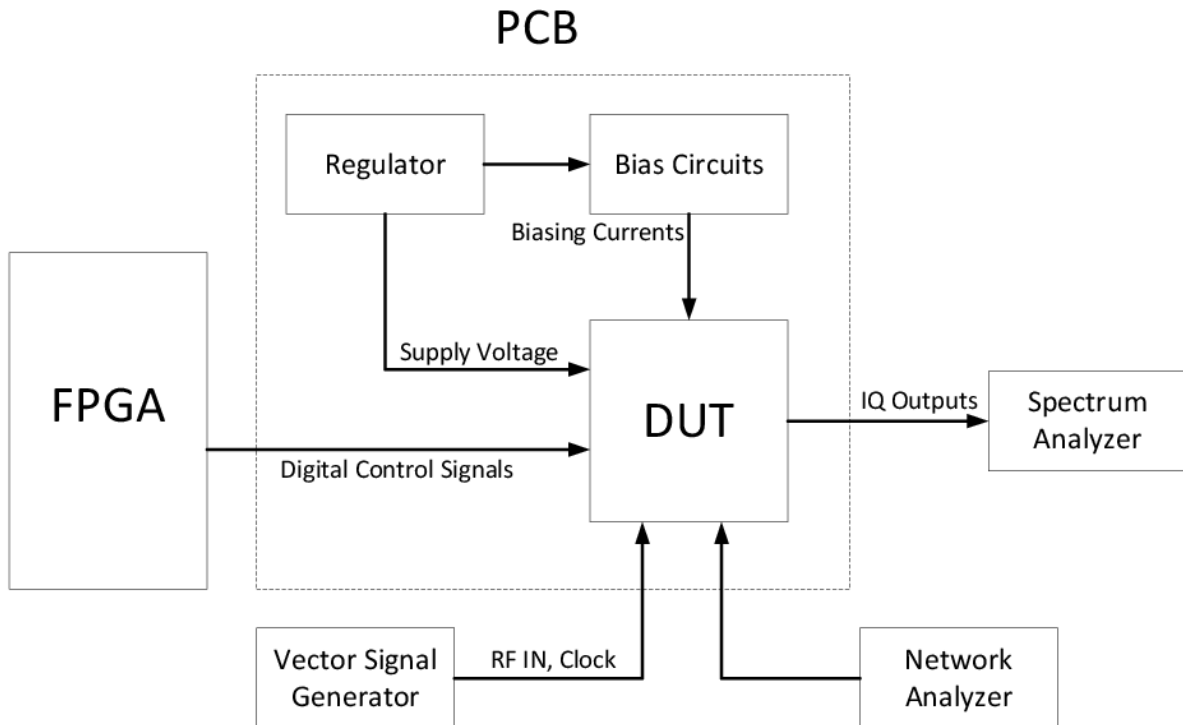 PCB
Regulator
Bias Circuits
Biasing Currents
Supply Voltage
FPGA
DUT
IQ Outputs
Spectrum
Analyzer
Digital Control Signals
Vector Signal
Generator
RF IN, Clock
Network
Analyzer